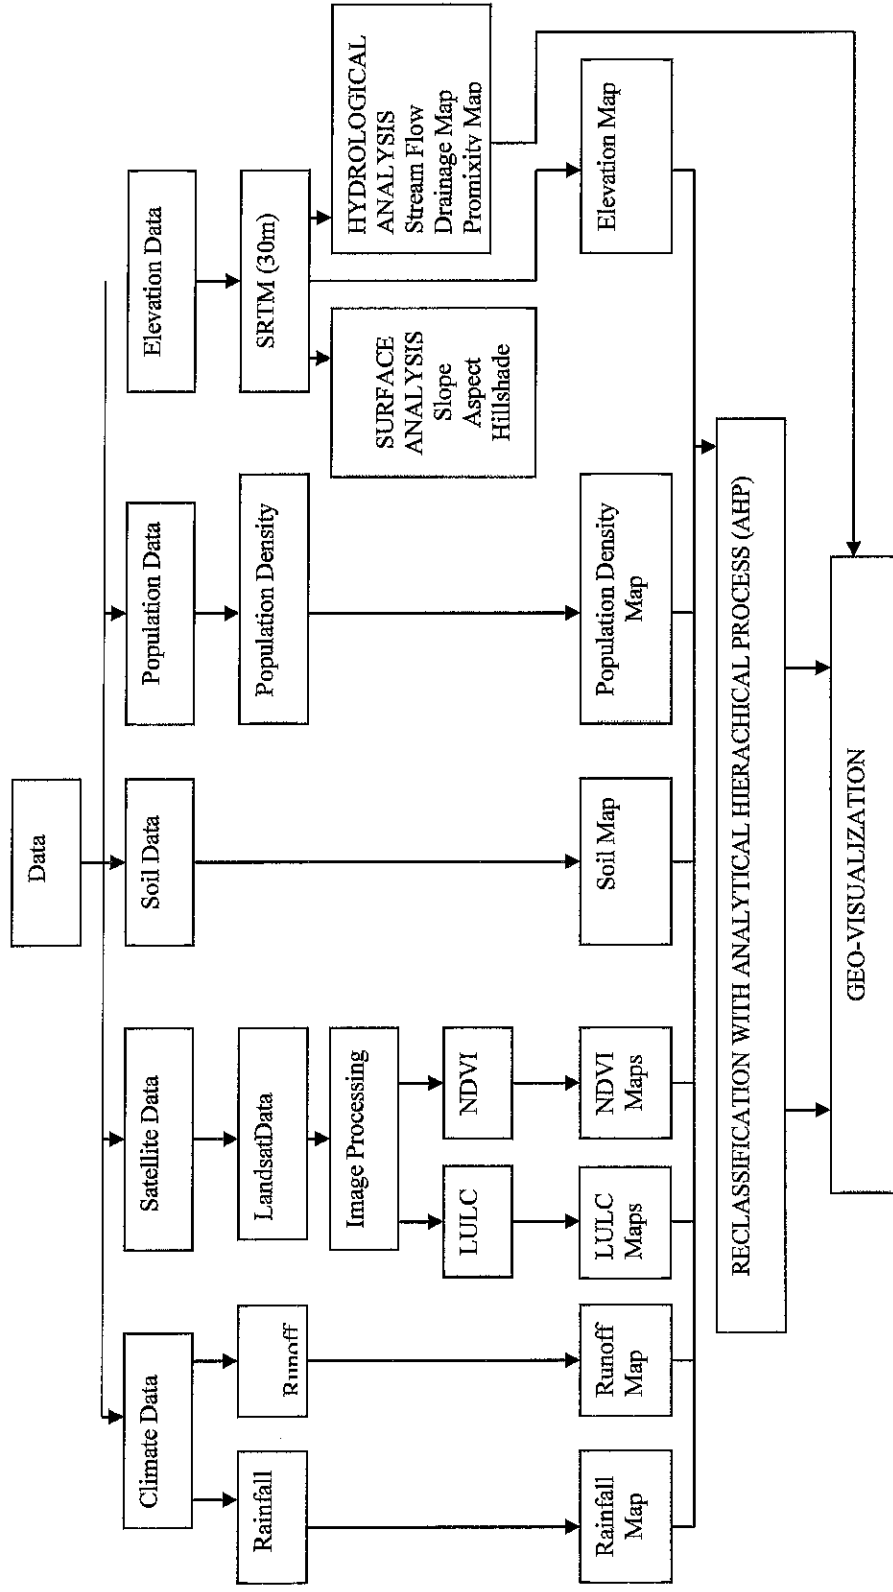 Data
Climate Data
Satellite Data
Soil Data
Population Data
Elevation Data
Rainfall
Runoff
LandsatData
Population Density
SRTM (30m)
Image Processing
SURFACE
ANALYSIS
Slope
Aspect
Hillshade
HYDROLOGICAL
ANALYSIS
Stream Flow
Drainage Map
Promixity Map
LULC
NDVI
Rainfall
Map
Runoff
Map
LULC
Maps
NDVI
Maps
Soil Map
Population Density
Map
Elevation Map
RECLASSIFICATION WITH ANALYTICAL HIERACHICAL PROCESS (AHP)
GEO-VISUALIZATION